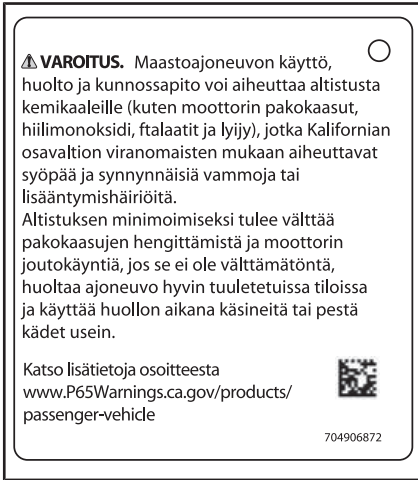 ⚠ VAROITUS. Maastoajoneuvon käyttö,
huolto ja kunnossapito voi aiheuttaa altistusta
kemikaaleille (kuten moottorin pakokaasut,
hiilimonoksidi, ftalaatit ja lyijy), jotka Kalifornian
osavaltion viranomaisten mukaan aiheuttavat
syöpää ja synnynnäisiä vammoja tai
lisääntymishäiriöitä.
Altistuksen minimoimiseksi tulee välttää
pakokaasujen hengittämistä ja moottorin
joutokäyntiä, jos se ei ole välttämätöntä,
huoltaa ajoneuvo hyvin tuuletetuissa tiloissa
ja käyttää huollon aikana käsineitä tai pestä
kädet usein.
Katso lisätietoja osoitteesta
www.P65Warnings.ca.gov/products/
passenger-vehicle
704906872